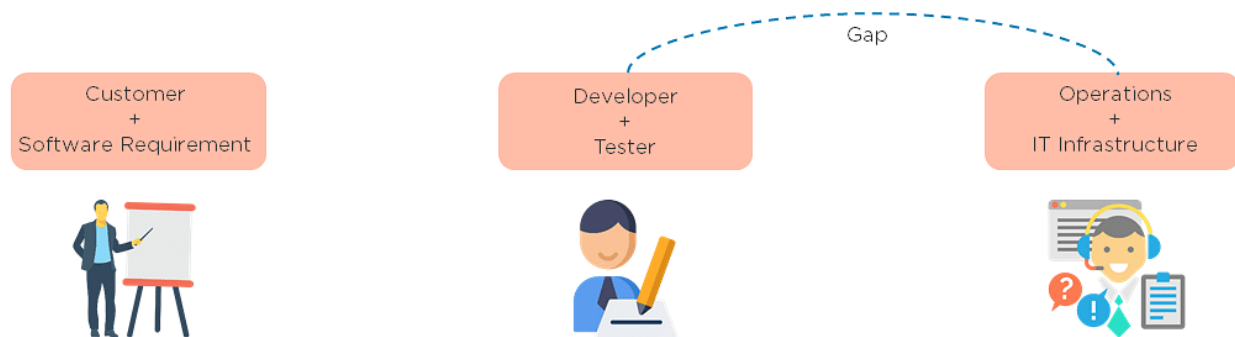 Gap
Customer
+
Software Requirement
Developer
+
Tester
Operations
+
IT Infrastructure
?
!